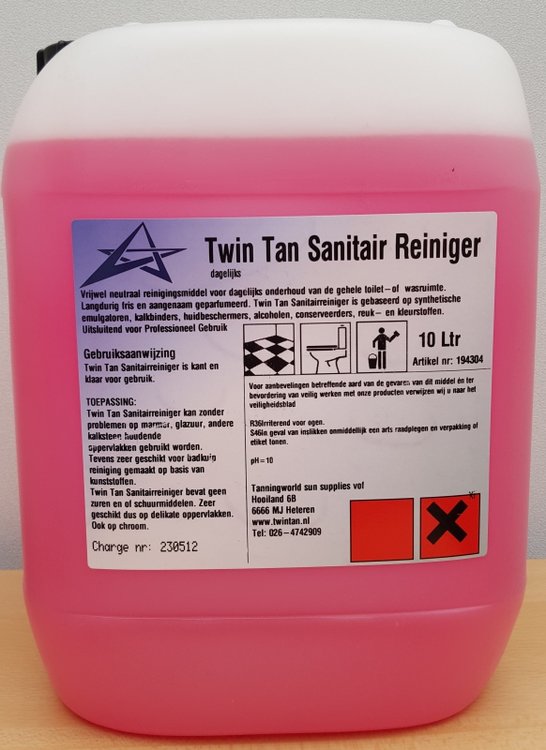 Twin Tan Sanitair Reiniger
dagelijks
Vrijwel neutraal reinigingsmiddel voor dagelijks onderhoud van de gehele toilet-of wasruimte.
Langdurig fris en aangenaam geparfumeerd. Twin Tan Sanitairreiniger is gebaseerd op synthetische
emulgatoren, kalkbinders, huidbeschermers, alcoholen, conserveerders, reuk- en kleurstoffen.
Uitsluitend voor Professioneel Gebruik
10 Ltr
Artikel nr: 194304
Gebruiksaanwijzing
Twin Tan Sanitairreiniger is kant en
klaar voor gebruik.
TOEPASSING:
Twin Tan Sanitairreiniger kan zonder
problemen op marmer, glazuur, andere
kalksteen houdende
oppervlakken gebruikt worden.
Tevens zeer geschikt voor badkuip
reiniging gemaakt op basis van
kunststoffen.
Twin Tan Sanitairreiniger bevat geen
zuren en of schuurmiddelen. Zeer
geschikt dus op delikate oppervlakken.
Ook op chroom.
Charge nr: 230512
Voor aanbevelingen betreffende aard van de gevaren van dit middel én ter
bevordering van veilig werken met onze producten verwijzen wij u naar het
veiligheidsblad
R36Irriterend voor ogen.
S46In geval van inslikken onmiddellijk een arts raadplegen en verpakking of
etiket tonen.
pH=10
Tanningworld sun supplies vof
Hooiland 6B
6666 MJ Heteren
www.twintan.nl
Tel: 026-4742909
Xi